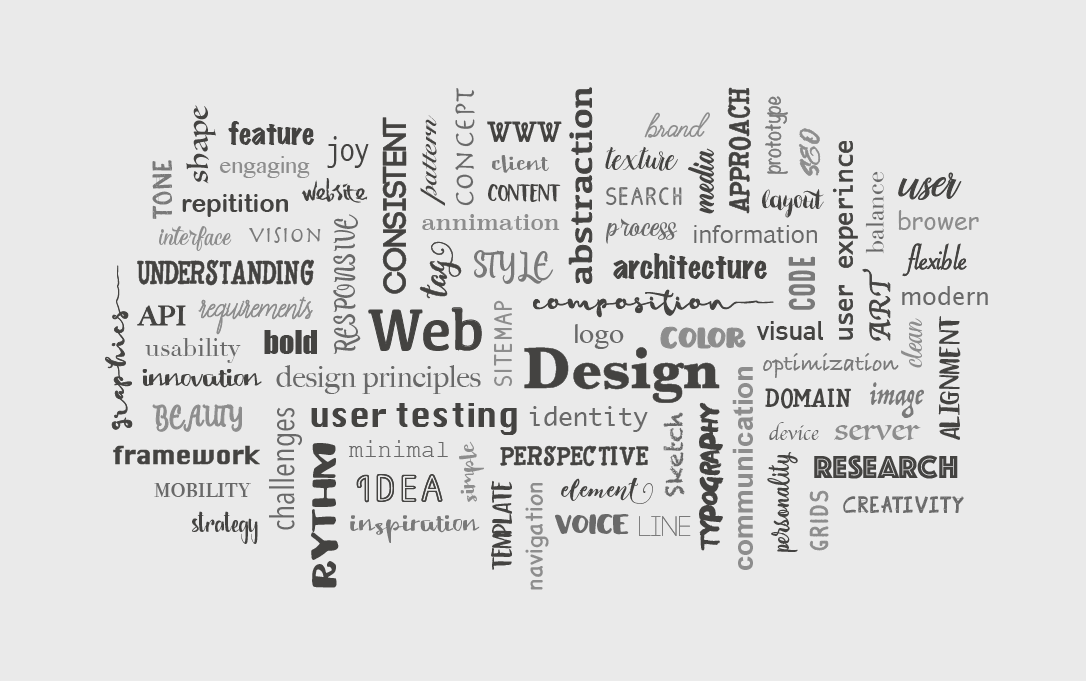 shape
feature
joy
CONSISTENT
pattern
CONCEPT
WWW
abstraction
brand
APPROACH
prototype
SEO
TONE
engaging
client
texture
media
user experince
balance
user
repitition
website
CONTENT
SEARCH
layout
brower
interface
VISION
RESPONSIVE
annimation
process
information
flexible
UNDERSTANDING
tag
STYLE
architecture
CODE
ART
modern
graphics
API
requirements
Web
SITEMAP
composition
logo
COLOR
visual
clean
ALIGNMENT
usability
bold
innovation
design principles
Design
optimization
BEAUTY
challenges
user testing
identity
Sketch
TYPOGRAPHY
communication
DOMAIN
image
device
server
framework
RYTHM
minimal
simple
PERSPECTIVE
personality
RESEARCH
MOBILITY
IDEA
TEMPLATE
navigation
element
GRIDS
CREATIVITY
strategy
inspiration
VOICE
LINE